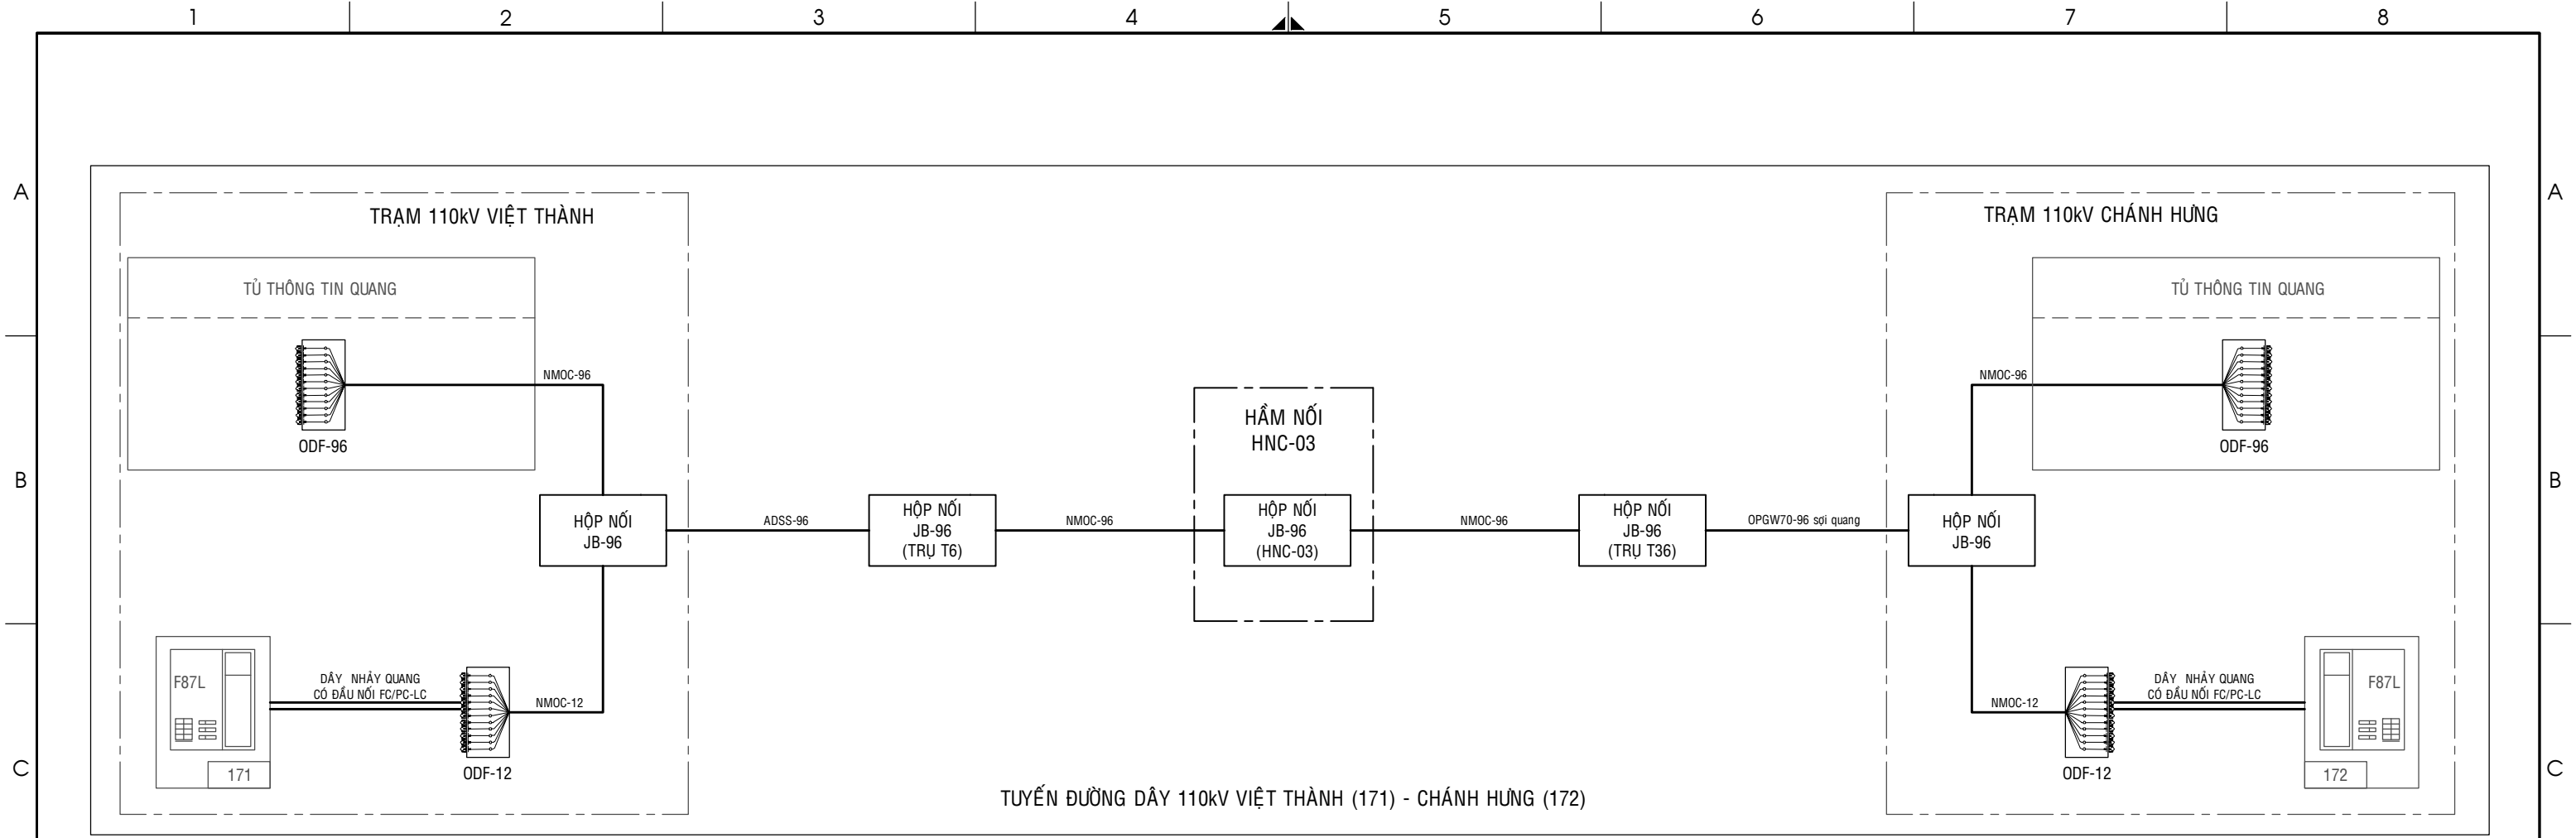 1 2 3 4 5 6 7 8
A A
TRẠM 110kV VIỆT THÀNH
TRẠM 110kV CHÁNH HƯNG
TỦ THÔNG TIN QUANG
TỦ THÔNG TIN QUANG
NMOC-96
NMOC-96
ODF-96
ODF-96
HẦM NỐI
HNC-03
B B
HỘP NỐI
JB-96
ADSS-96
HỘP NỐI
JB-96
(TRỤ T6)
NMOC-96
HỘP NỐI
JB-96
(HNC-03)
NMOC-96
HỘP NỐI
JB-96
(TRỤ T36)
OPGW70-96 sợi quang
HỘP NỐI
JB-96
F87L
171
DÂY NHẢY QUANG
CÓ ĐẦU NỐI FC/PC-LC
NMOC-12
ODF-12
NMOC-12
ODF-12
DÂY NHẢY QUANG
CÓ ĐẦU NỐI FC/PC-LC
F87L
172
C C
TUYẾN ĐƯỜNG DÂY 110kV VIỆT THÀNH (171) - CHÁNH HƯNG (172)